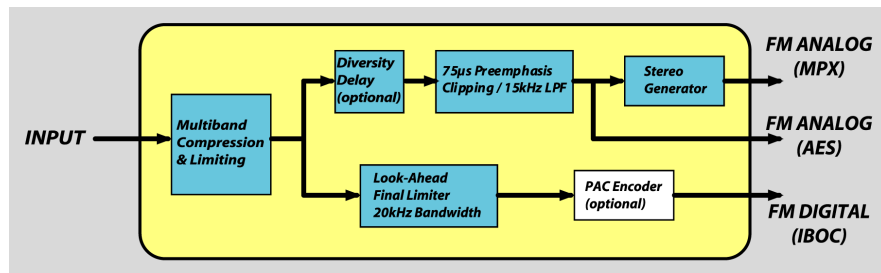 INPUT
Multiband
Compression
& Limiting
Diversity
Delay
(optional)
75µs Preemphasis
Clipping / 15kHz LPF
Stereo
Generator
FM ANALOG
(MPX)
FM ANALOG
(AES)
Look-Ahead
Final Limiter
20kHz Bandwidth
PAC Encoder
(optional)
FM DIGITAL
(IBOC)